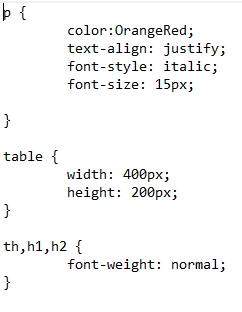 p {
color:OrangeRed;
text-align: justify;
font-style: italic;
font-size: 15px;
}
table {
width: 400px;
height: 200px;
}
th,h1,h2 {
font-weight: normal;
}